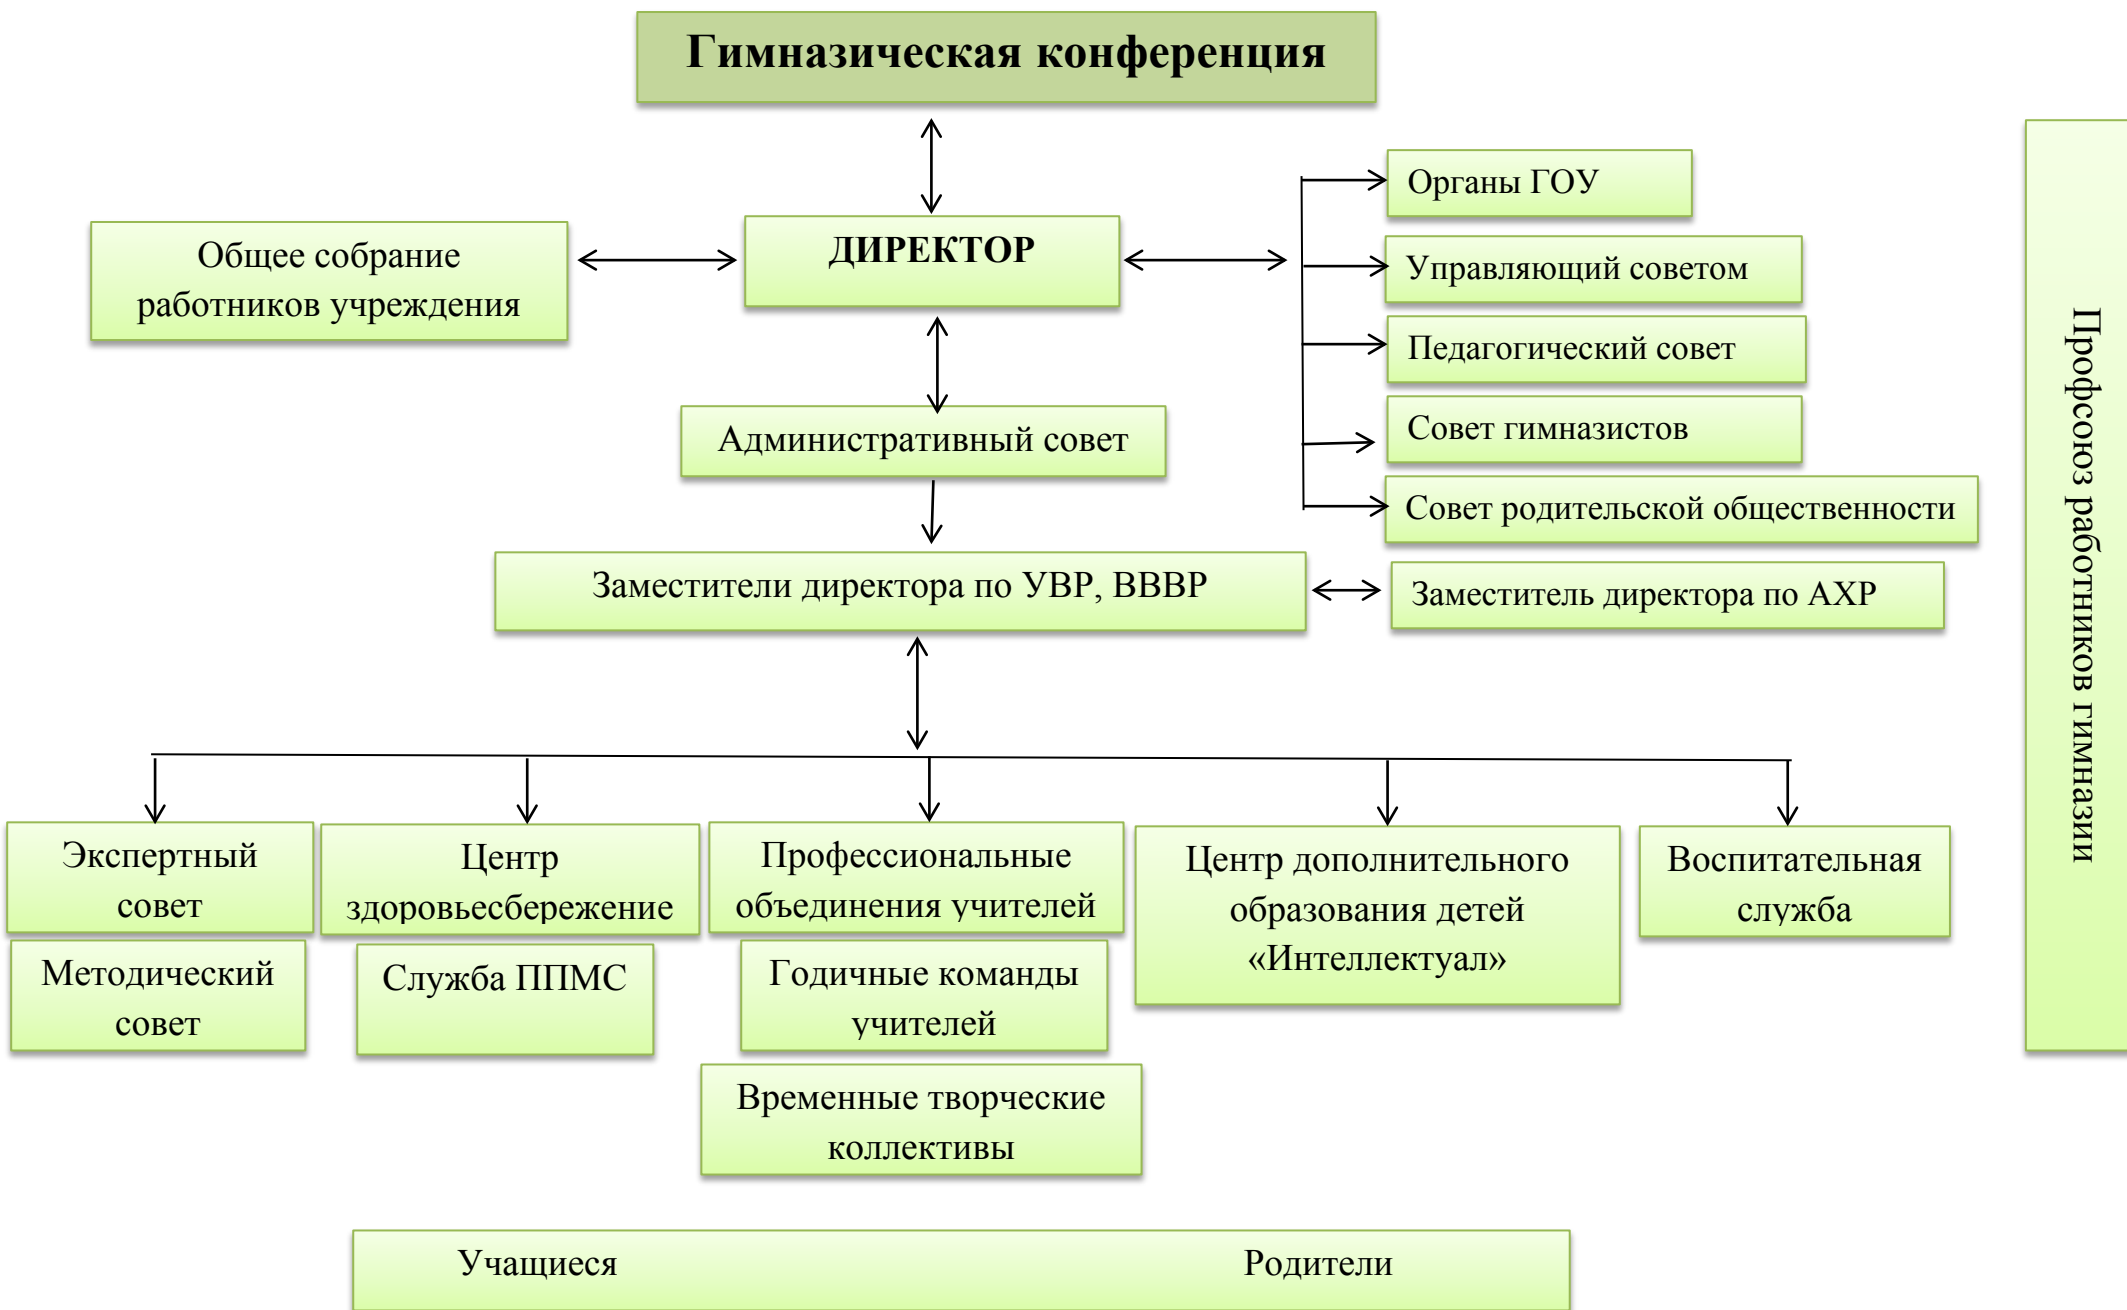 Гимназическая конференция
Органы ГОУ
Общее собрание
работников учреждения
ДИРЕКТОР
Управляющий советом
Педагогический совет
Административный совет
Совет гимназистов
Совет родительской общественности
Заместители директора по УВР, ВВВР
Заместитель директора по АХР
Профсоюз работников гимназии
Экспертный
совет
Центр
здоровьесбережение
Профессиональные
объединения учителей
Центр дополнительного
образования детей
«Интеллектуал»
Воспитательная
служба
Методический
совет
Служба ППМС
Годичные команды
учителей
Временные творческие
коллективы
Учащиеся Родители